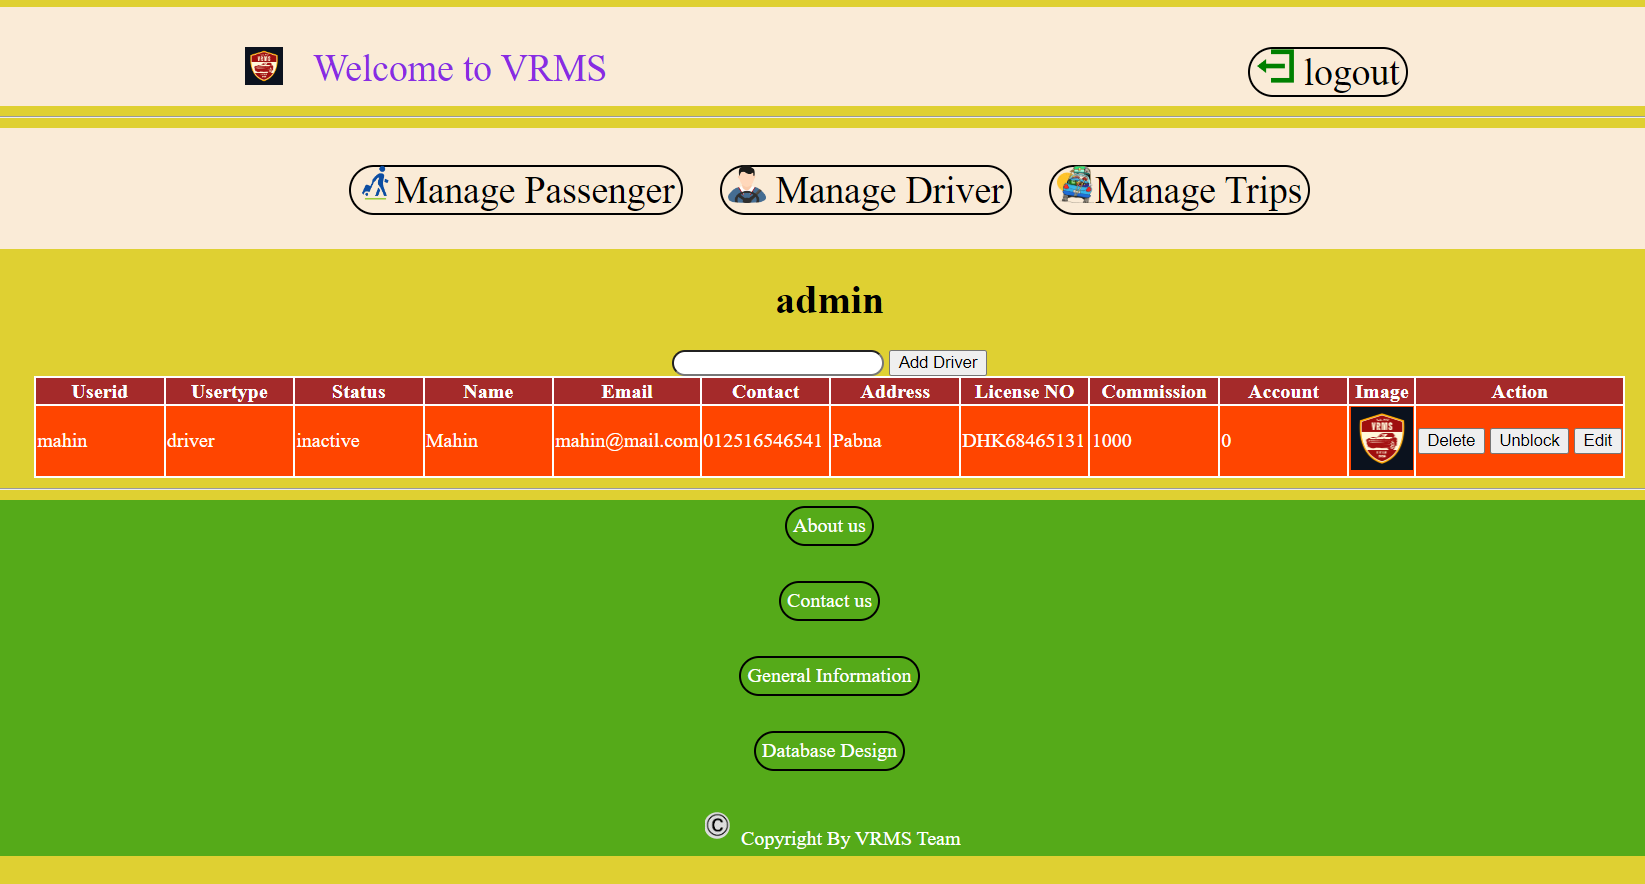 VRMS
Welcome to VRMS
logout
Manage Passenger Manage Driver Manage Trips
admin
Add Driver
Userid Usertype Status Name Email Contact Address License NO Commission Account Image Action
mahin driver inactive Mahin mahin@mail.com 012516546541 Pabna DHK68465131 1000 0 VRMS Delete Unblock Edit
About us
Contact us
General Information
Database Design
© Copyright By VRMS Team